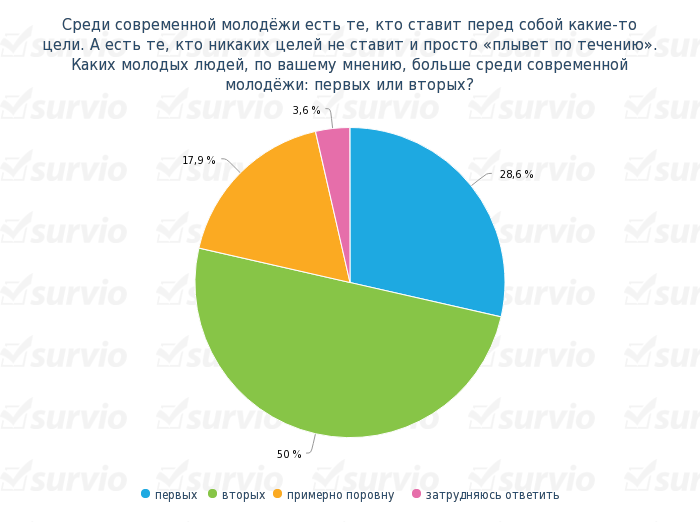 Среди современной молодёжи есть те, кто ставит перед собой какие-то
цели. А есть те, кто никаких целей не ставит и просто «плывет по течению».
Каких молодых людей, по вашему мнению, больше среди современной
молодёжи: первых или вторых?
3,6 %
17,9 %
28,6 %
50 %
первых вторых примерно поровну затрудняюсь ответить
survio